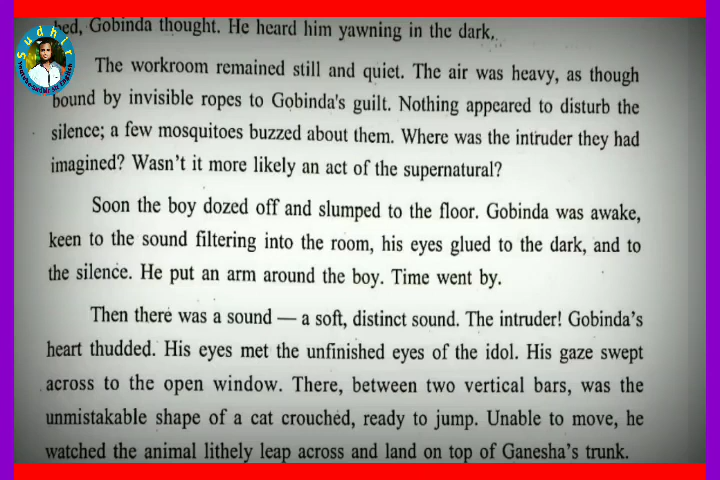 Sudhir
bed, Gobinda thought. He heard him yawning in the dark.
The workroom remained still and quiet. The air was heavy, as though
bound by invisible ropes to Gobinda's guilt. Nothing appeared to disturb the
silence; a few mosquitoes buzzed about them. Where was the intruder they had
imagined? Wasn't it more likely an act of the supernatural?
Soon the boy dozed off and slumped to the floor. Gobinda was awake,
keen to the sound filtering into the room, his eyes glued to the dark, and to
the silence. He put an arm around the boy. Time went by.
Then there was a sound — a soft, distinct sound. The intruder! Gobinda's
heart thudded. His eyes met the unfinished eyes of the idol. His gaze swept
across to the open window. There, between two vertical bars, was the
unmistakable shape of a cat crouched, ready to jump. Unable to move, he
watched the animal lithely leap across and land on top of Ganesha's trunk.